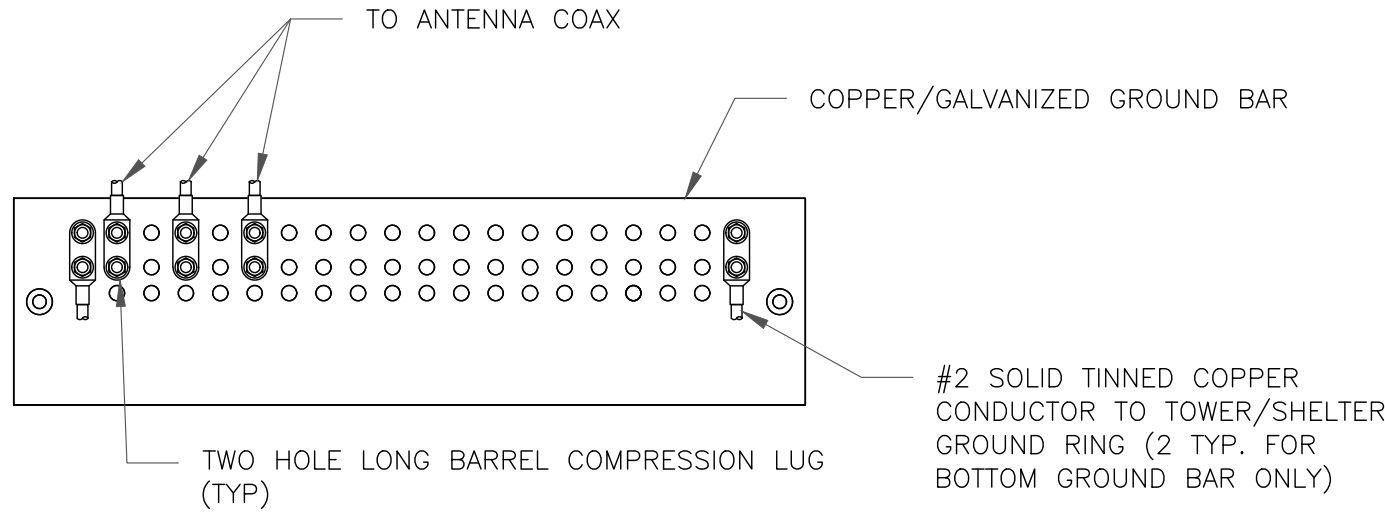 TO ANTENNA COAX
COPPER/GALVANIZED GROUND BAR
#2 SOLID TINNED COPPER
CONDUCTOR TO TOWER/SHELTER
GROUND RING (2 TYP. FOR
BOTTOM GROUND BAR ONLY)
TWO HOLE LONG BARREL COMPRESSION LUG
(TYP)